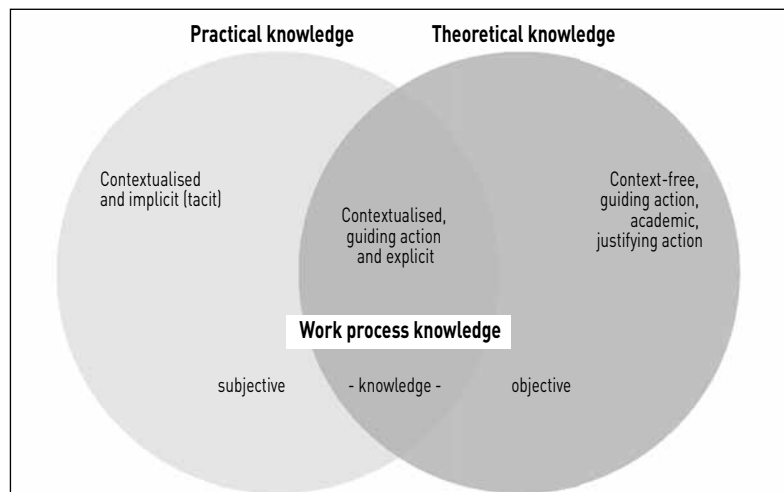 Practical knowledge
Theoretical knowledge
Contextualised
and implicit (tacit)
Contextualised,
guiding action
and explicit
Context-free,
guiding action,
academic,
justifying action
Work process knowledge
subjective
- knowledge -
objective